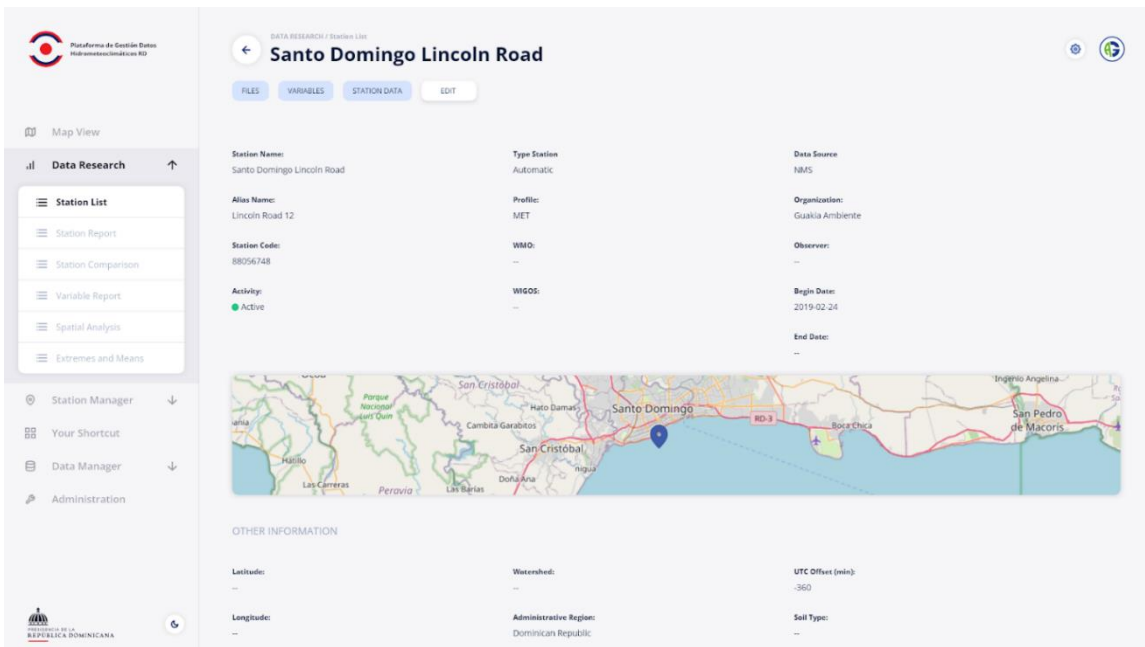 Plataforma de Gestión Datos
Hidrometeoclimáticos RD
DATA RESEARCH / Station List
Santo Domingo Lincoln Road
FILES
VARIABLES
STATION DATA
EDIT
Map View
Data Research
Station List
Station Report
Station Comparison
Variable Report
Spatial Analysis
Extremes and Means
Station Manager
Your Shortcut
Data Manager
Administration
PRESIDENCIA DE LA
REPÚBLICA DOMINICANA
Station Name:
Santo Domingo Lincoln Road
Type Station
Automatic
Data Source
NMS
Alias Name:
Lincoln Road 12
Profile:
MET
Organization:
Guakia Ambiente
Station Code:
88056748
WMO:
--
Observer:
--
Activity:
Active
WIGOS:
--
Begin Date:
2019-02-24
End Date:
--
San Cristóbal
Ingenio Angelina
Parque
Nacional
Hato Damas
Santo Domingo
RD-3
Boca Chica
San Pedro
de Macorís
Cambita Garabitos
San Cristóbal
nigua
Hatillo
Las Carreras
Peravia
Las Barías
Doña Ana
OTHER INFORMATION
Latitude:
--
Watershed:
--
UTC Offset (min):
-360
Longitude:
--
Administrative Region:
Dominican Republic
Soil Type:
--